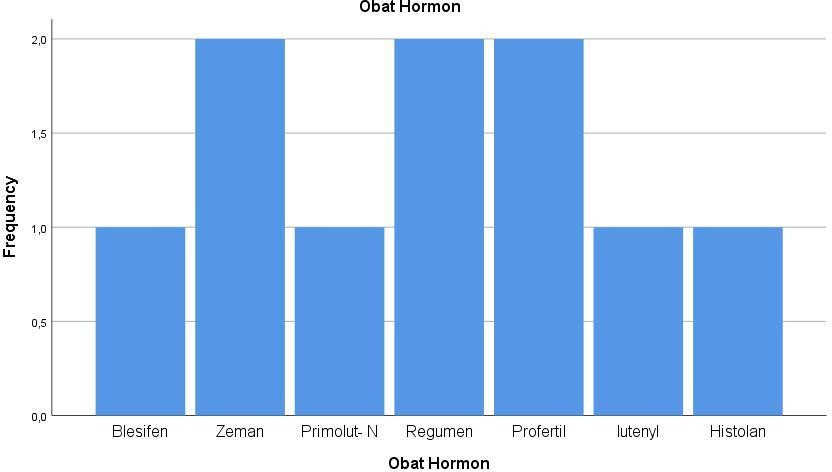 Obat Hormon
Frequency
2,0
1,5
1,0
0,5
0,0
Blesifen Zeman Primolut- N Regumen Profertil lutenyl Histolan
Obat Hormon